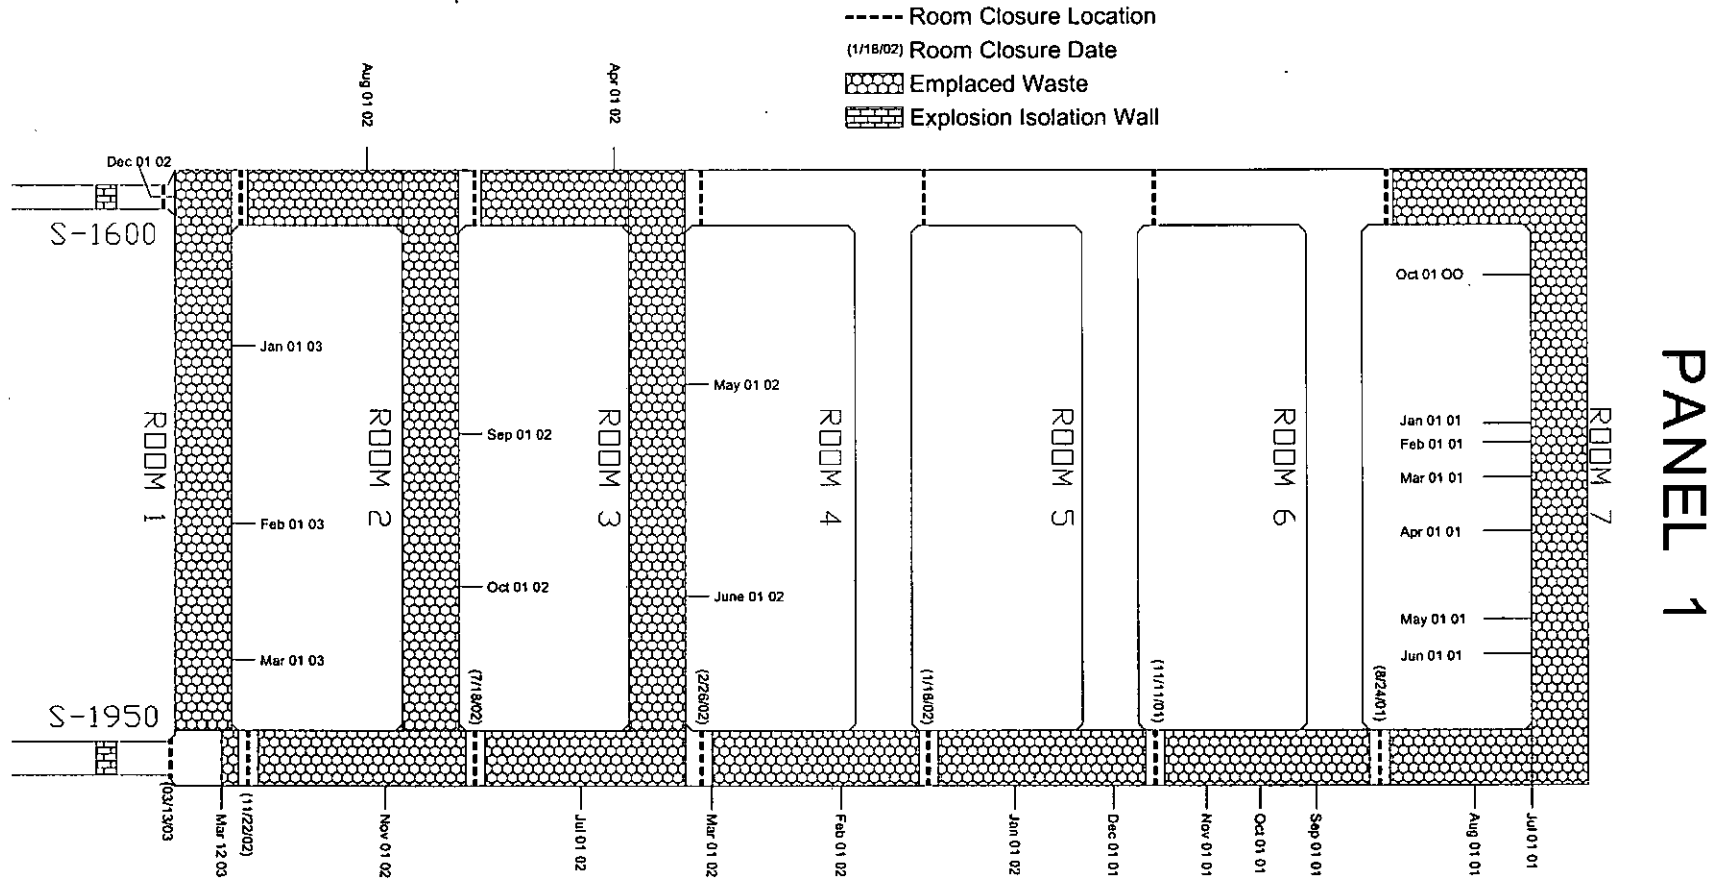 Room Closure Location
(1/18/02) Room Closure Date
Emplaced Waste
Explosion Isolation Wall
Aug 01 02
Apr 01 02
Dec 01 02
S-1600
Oct 01 OO
Jan 01 03
May 01 02
Sep 01 02
Jan 01 01
Feb 01 01
Mar 01 01
Apr 01 01
May 01 01
Jun 01 01
ROOM 1
ROOM 2
ROOM 3
ROOM 4
ROOM 5
ROOM 6
ROOM 7
PANEL 1
Feb 01 03
Oct 01 02
June 01 02
Mar 01 03
S-1950
(7/18/02)
(2/26/02)
(1/16/02)
(11/11/01)
(8/24/01)
(03/13/03)
Mar 12 03
(11/22/02)
Nov 01 02
Jul 01 02
Mar 01 02
Feb 01 02
Jan 01 02
Dec 01 01
Nov 01 01
Oct 01 01
Sep 01 01
Aug 01 01
Jul 01 01